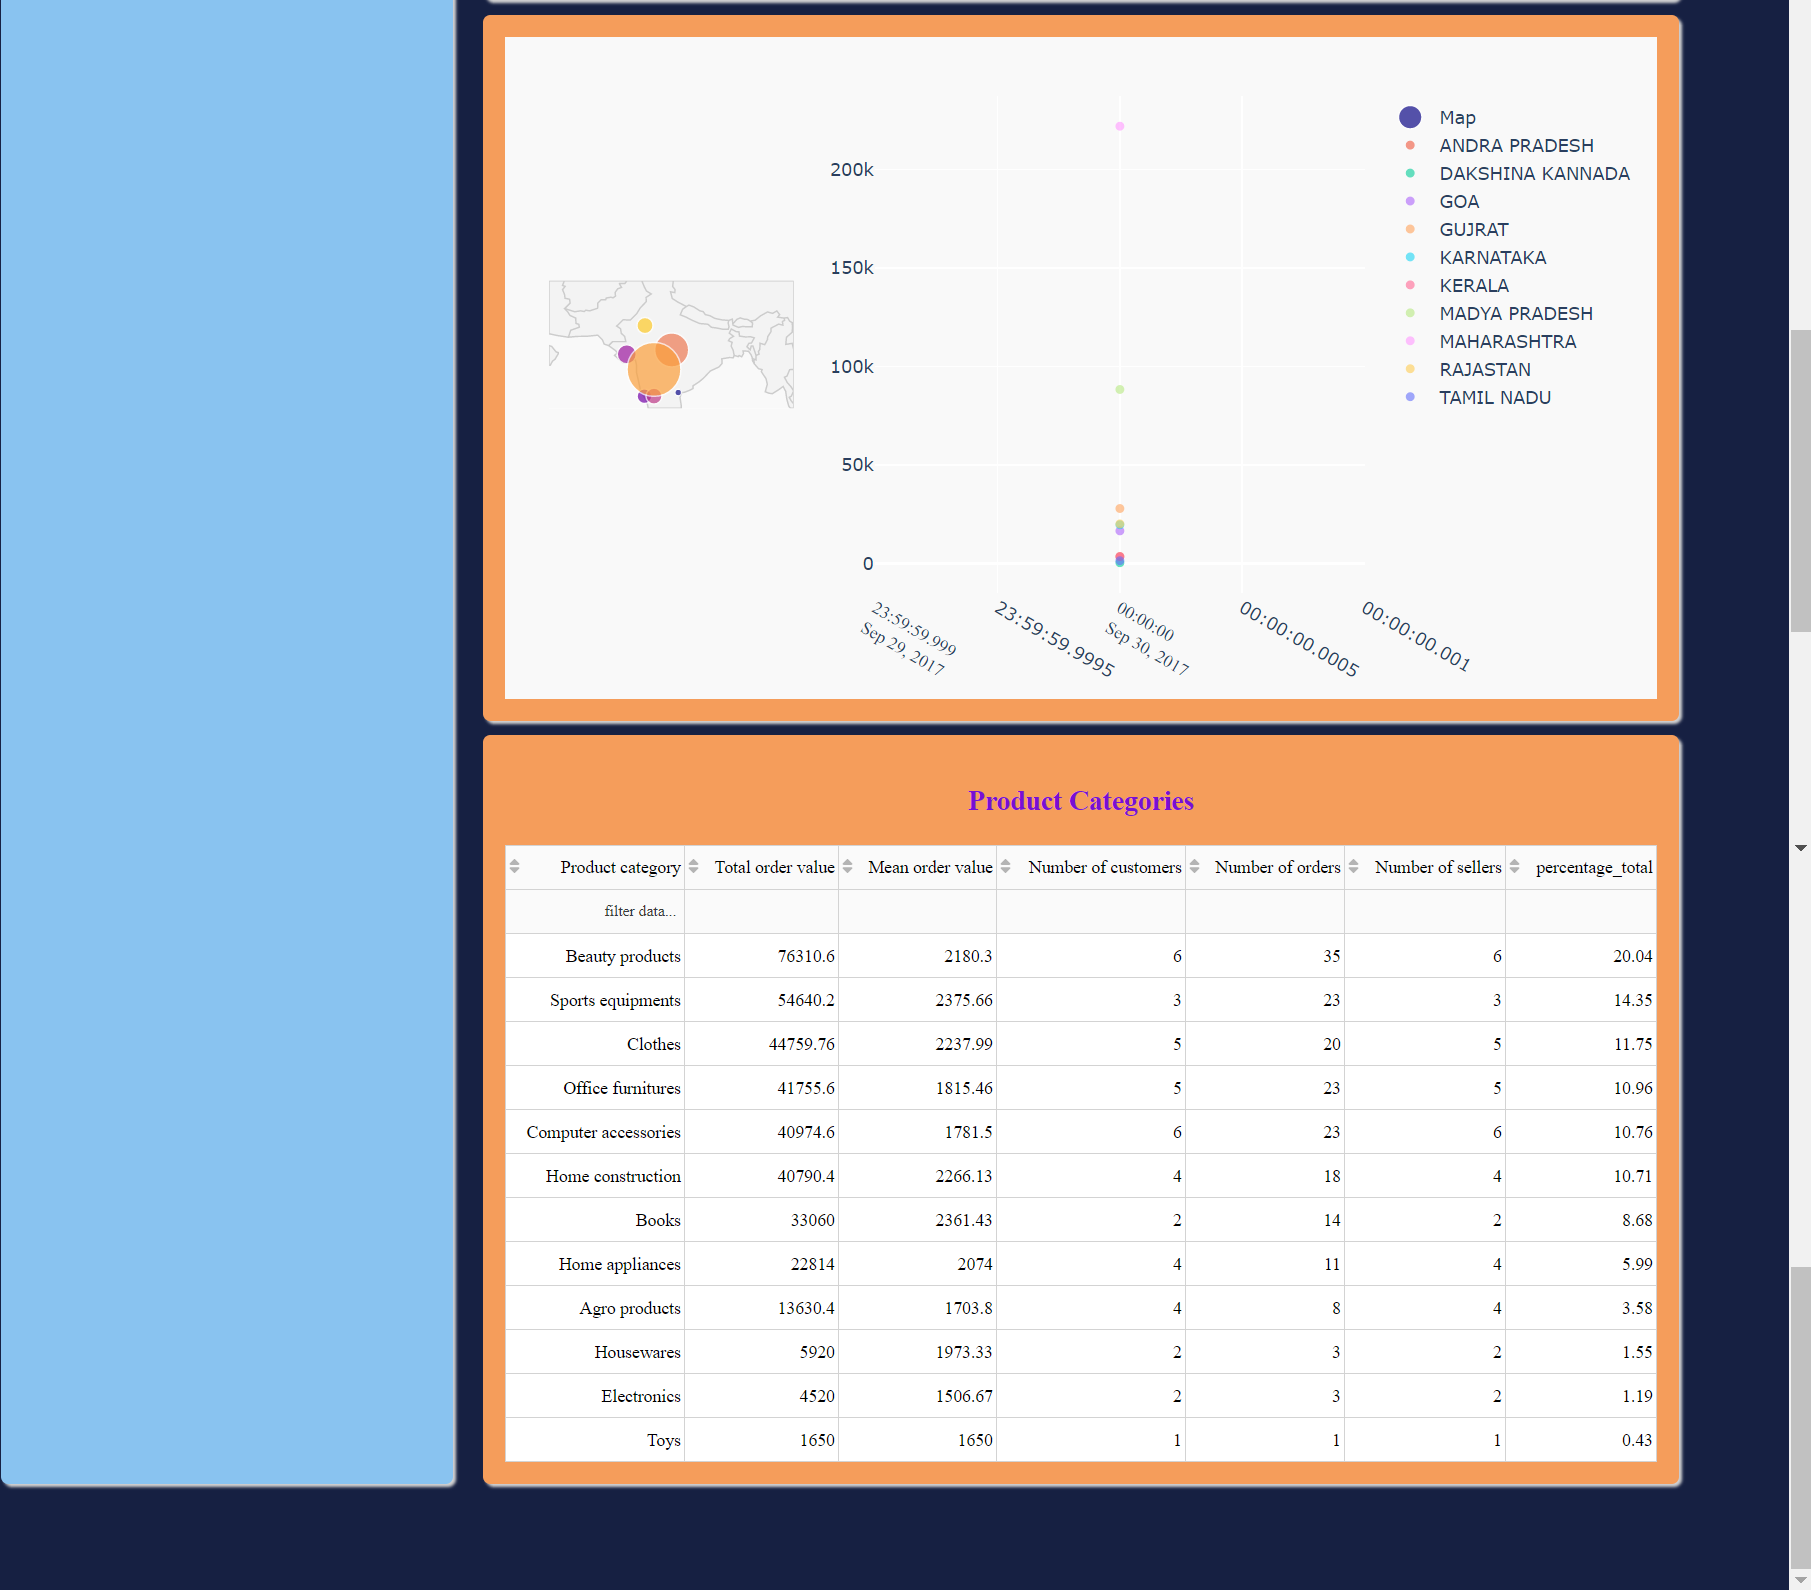 Map
ANDRA PRADESH
DAKSHINA KANNADA
GOA
GUJRAT
KARNATAKA
KERALA
MADYA PRADESH
MAHARASHTRA
RAJASTAN
TAMIL NADU
200k
150k
100k
50k
0
23:59:59.999
Sep 29, 2017
23:59:59.9995
00:00:00
Sep 30, 2017
00:00:00.0005
00:00:00.001
Product Categories
Product category Total order value Mean order value Number of customers Number of orders Number of sellers percentage_total
filter data...
Beauty products 76310.6 2180.3 6 35 6 20.04
Sports equipments 54640.2 2375.66 3 23 3 14.35
Clothes 44759.76 2237.99 5 20 5 11.75
Office furnitures 41755.6 1815.46 5 23 5 10.96
Computer accessories 40974.6 1781.5 6 23 6 10.76
Home construction 40790.4 2266.13 4 18 4 10.71
Books 33060 2361.43 2 14 2 8.68
Home appliances 22814 2074 4 11 4 5.99
Agro products 13630.4 1703.8 4 8 4 3.58
Housewares 5920 1973.33 2 3 2 1.55
Electronics 4520 1506.67 2 3 2 1.19
Toys 1650 1650 1 1 1 0.43